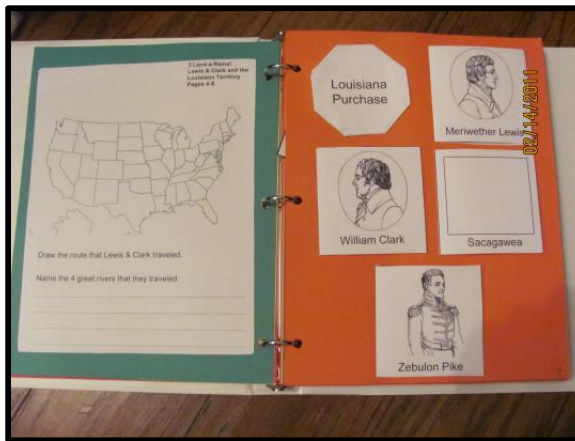 3.Land-a-Rama:
Lewis & Clark and the
Louisiana Territory
Pages 4-8
Draw the route that Lewis & Clark traveled.
Name the 4 great rivers that they traveled:
Louisiana
Purchase
Meriwether Lewis
William Clark
Sacagawea
Zebulon Pike
02/14/2011